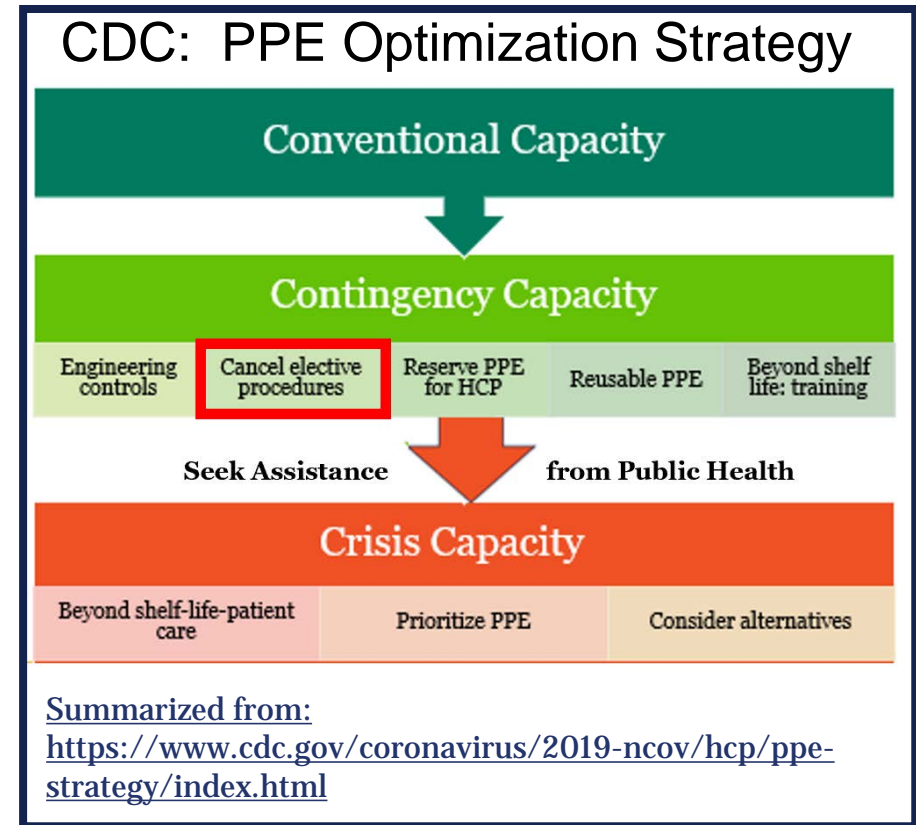 CDC:  PPE Optimization Strategy
Conventional Capacity
Contingency Capacity
Engineering
controls
Cancel elective
procedures
Reserve PPE
for HCP
Reusable PPE
Beyond shelf
life: training
Seek Assistance
from Public Health
Crisis Capacity
Beyond shelf-life-patient
care
Prioritize PPE
Consider alternatives
Summarized from:
https://www.cdc.gov/coronavirus/2019-ncov/hcp/ppe-
strategy/index.html